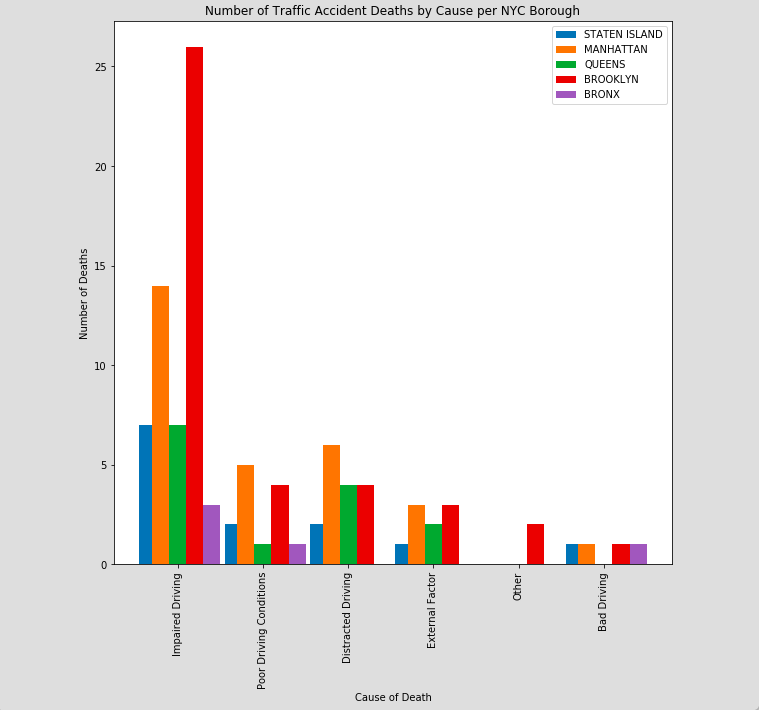 Number of Traffic Accident Deaths by Cause per NYC Borough
STATEN ISLAND
MANHATTAN
QUEENS
BROOKLYN
BRONX
25
20
15
10
5
0
Number of Deaths
Impaired Driving
Poor Driving Conditions
Distracted Driving
External Factor
Other
Bad Driving
Cause of Death